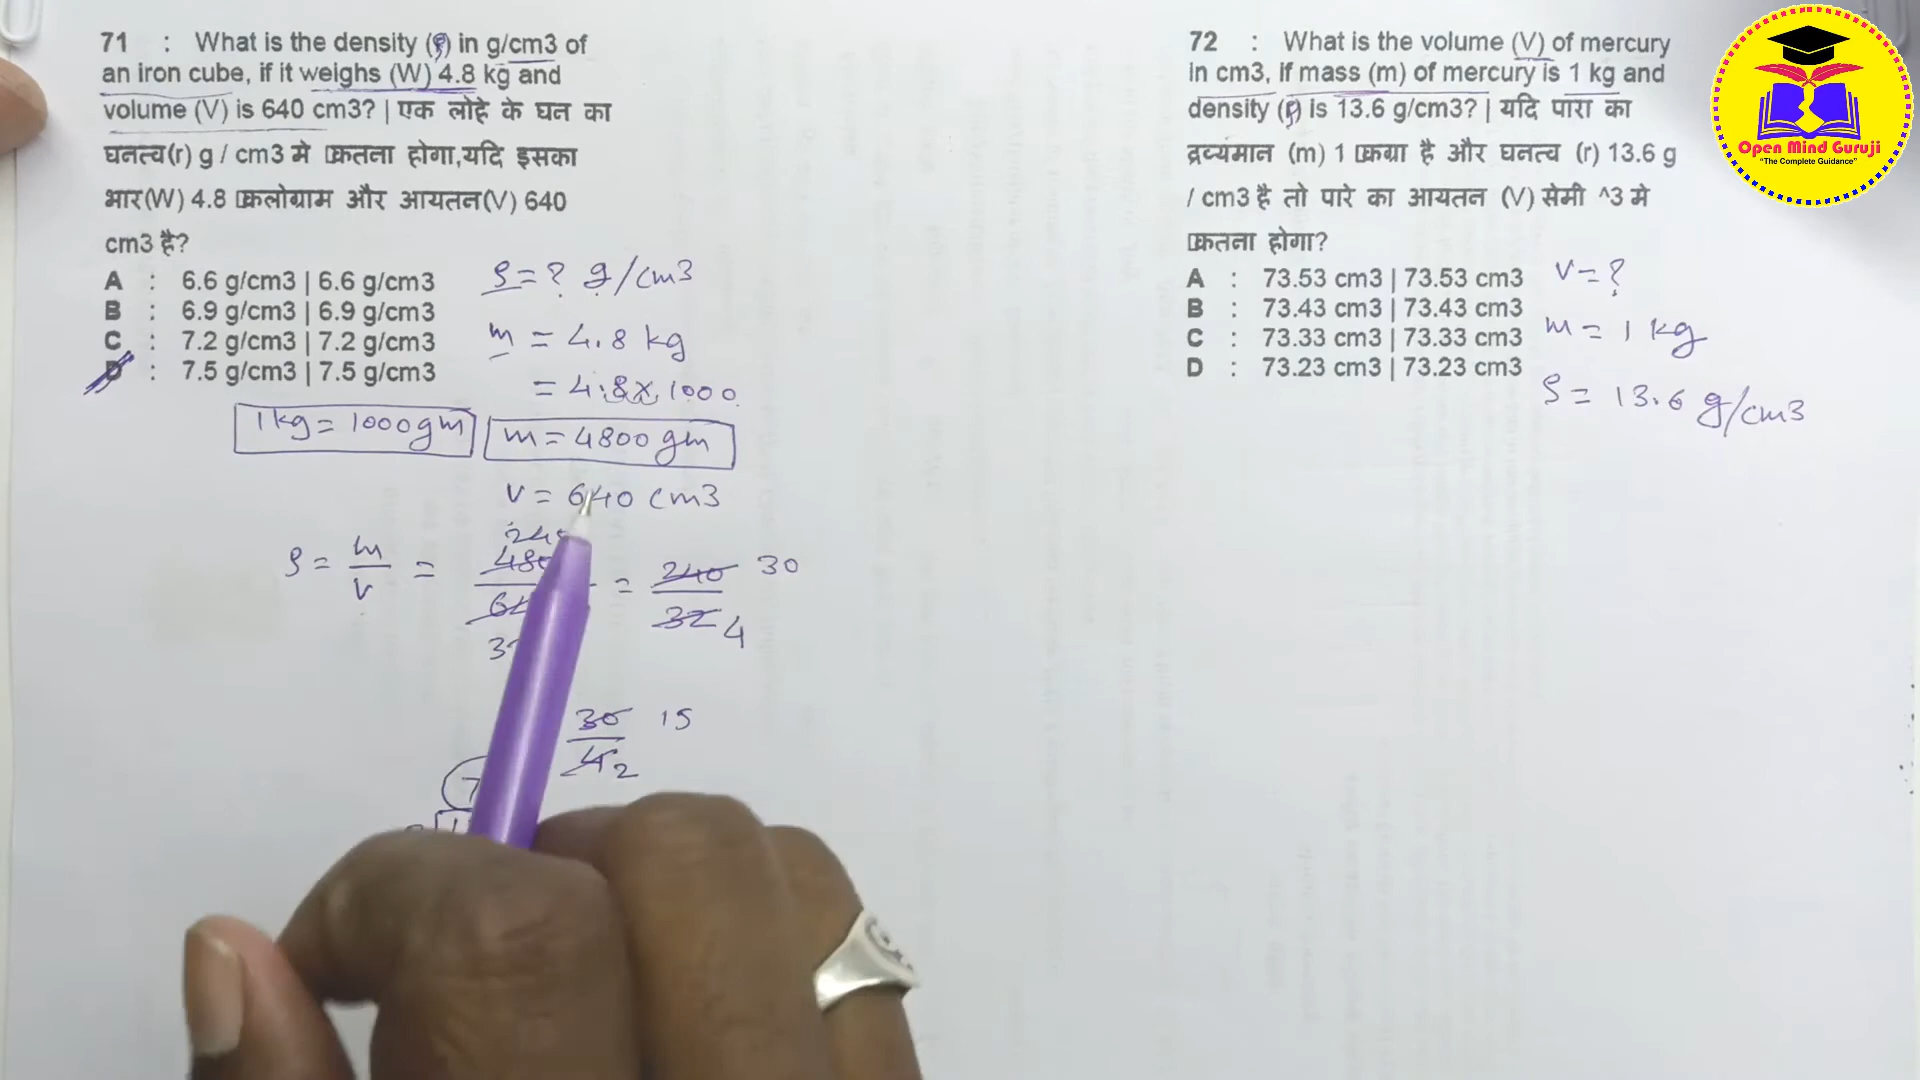 71 : What is the density (ρ) in g/cm3 of
an iron cube, if it weighs (W) 4.8 kg and
volume (V) is 640 cm3? | एक लोहे के घन का
घनत्व(r) g / cm3 मे कितना होगा,यदि इसका
भार(W) 4.8 किलोग्राम और आयतन(V) 640
cm3 है?
A : 6.6 g/cm3 | 6.6 g/cm3
B : 6.9 g/cm3 | 6.9 g/cm3
C : 7.2 g/cm3 | 7.2 g/cm3
D : 7.5 g/cm3 | 7.5 g/cm3
ρ = ? g/cm3
m = 4.8 kg
= 4.8 x 1000
1kg = 1000gm
m = 4800 gm
V = 640 cm3
ρ = m/v =
= 240/32 30
4
30 15
4 2
72 : What is the volume (V) of mercury
in cm3, if mass (m) of mercury is 1 kg and
density (ρ) is 13.6 g/cm3? | यदि पारा का
द्रव्यमान (m) 1 किग्रा है और घनत्व (r) 13.6 g
/ cm3 है तो पारे का आयतन (V) सेमी ^3 मे
कितना होगा?
A : 73.53 cm3 | 73.53 cm3
B : 73.43 cm3 | 73.43 cm3
C : 73.33 cm3 | 73.33 cm3
D : 73.23 cm3 | 73.23 cm3
V = ?
m = 1 kg
ρ = 13.6 g/cm3
Open Mind Guruji
"The Complete Guidance"